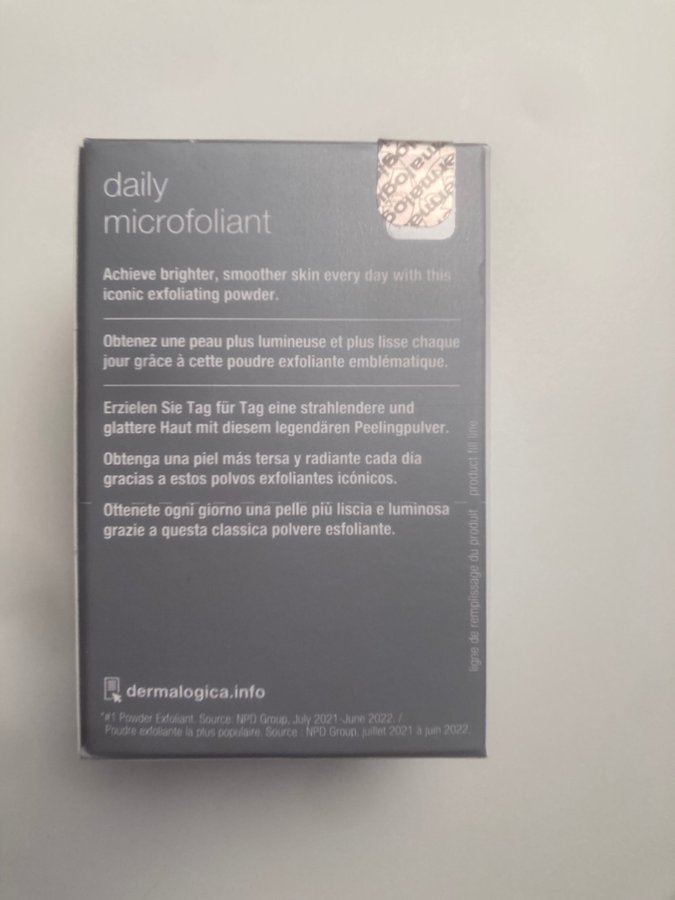 daily
microfoliant
Achieve brighter, smoother skin every day with this
iconic exfoliating powder.
Obtenez une peau plus lumineuse et plus lisse chaque
jour grâce à cette poudre exfoliante emblématique.
Erzielen Sie Tag für Tag eine strahlendere und
glattere Haut mit diesem legendären Peelingpulver.
Obtenga una piel más tersa y radiante cada día
gracias a estos polvos exfoliantes icónicos.
Ottenete ogni giorno una pelle più liscia e luminosa
grazie a questa classica polvere esfoliante.
ligne de remplissage du produit product fill line
dermalogica.info
*#1 Powder Exfoliant. Source: NPD Group, July 2021-June 2022. /
Poudre exfoliante la plus populaire. Source : NPD Group, juillet 2021 à juin 2022.